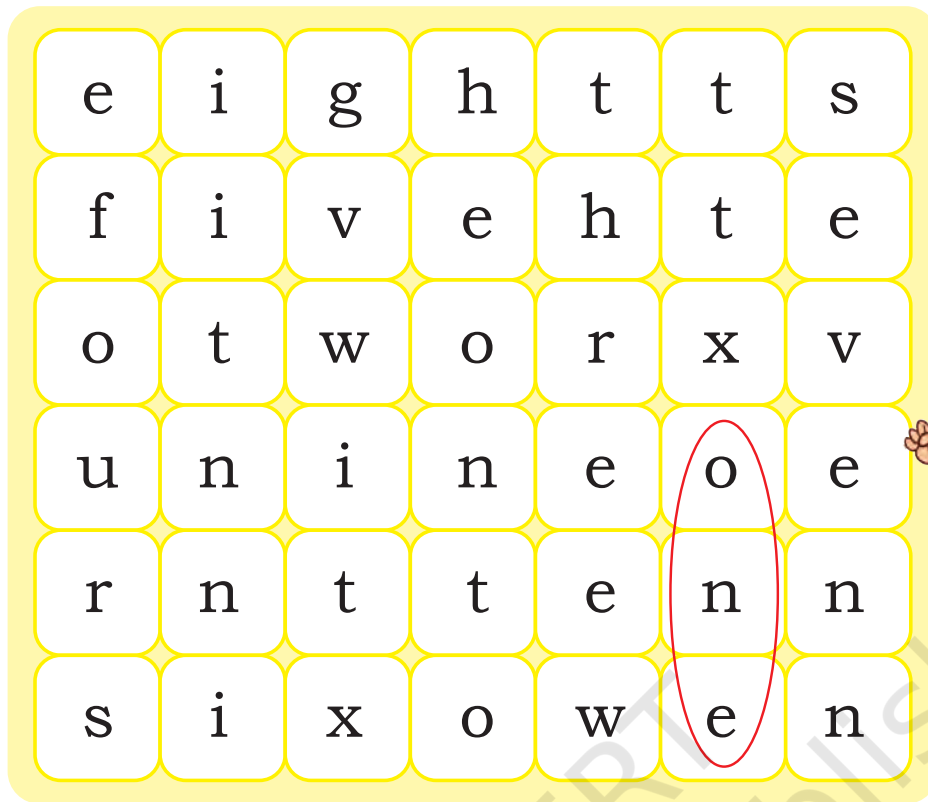 e i g h t t s
f i v e h t e
o t w o r x v
u n i n e o e
r n t t e n n
s i x o w e n